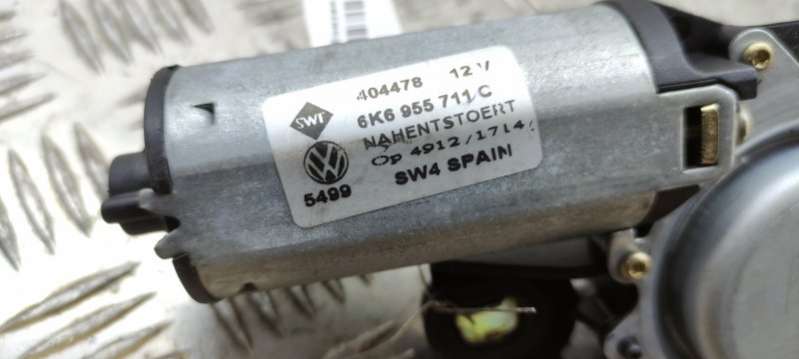 404478 12V
SWF 6K6 955 711 C
NAHENTSTOERT
Op 4912/1714
5499 SW4 SPAIN